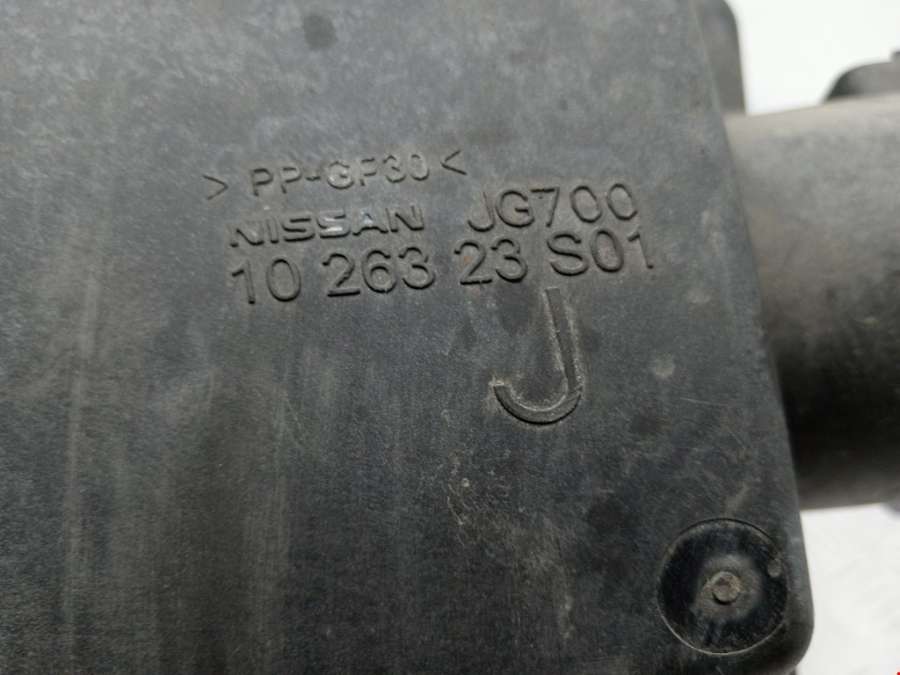 > PP-GF30 <
NISSAN JG700
10 263 23 S01
J